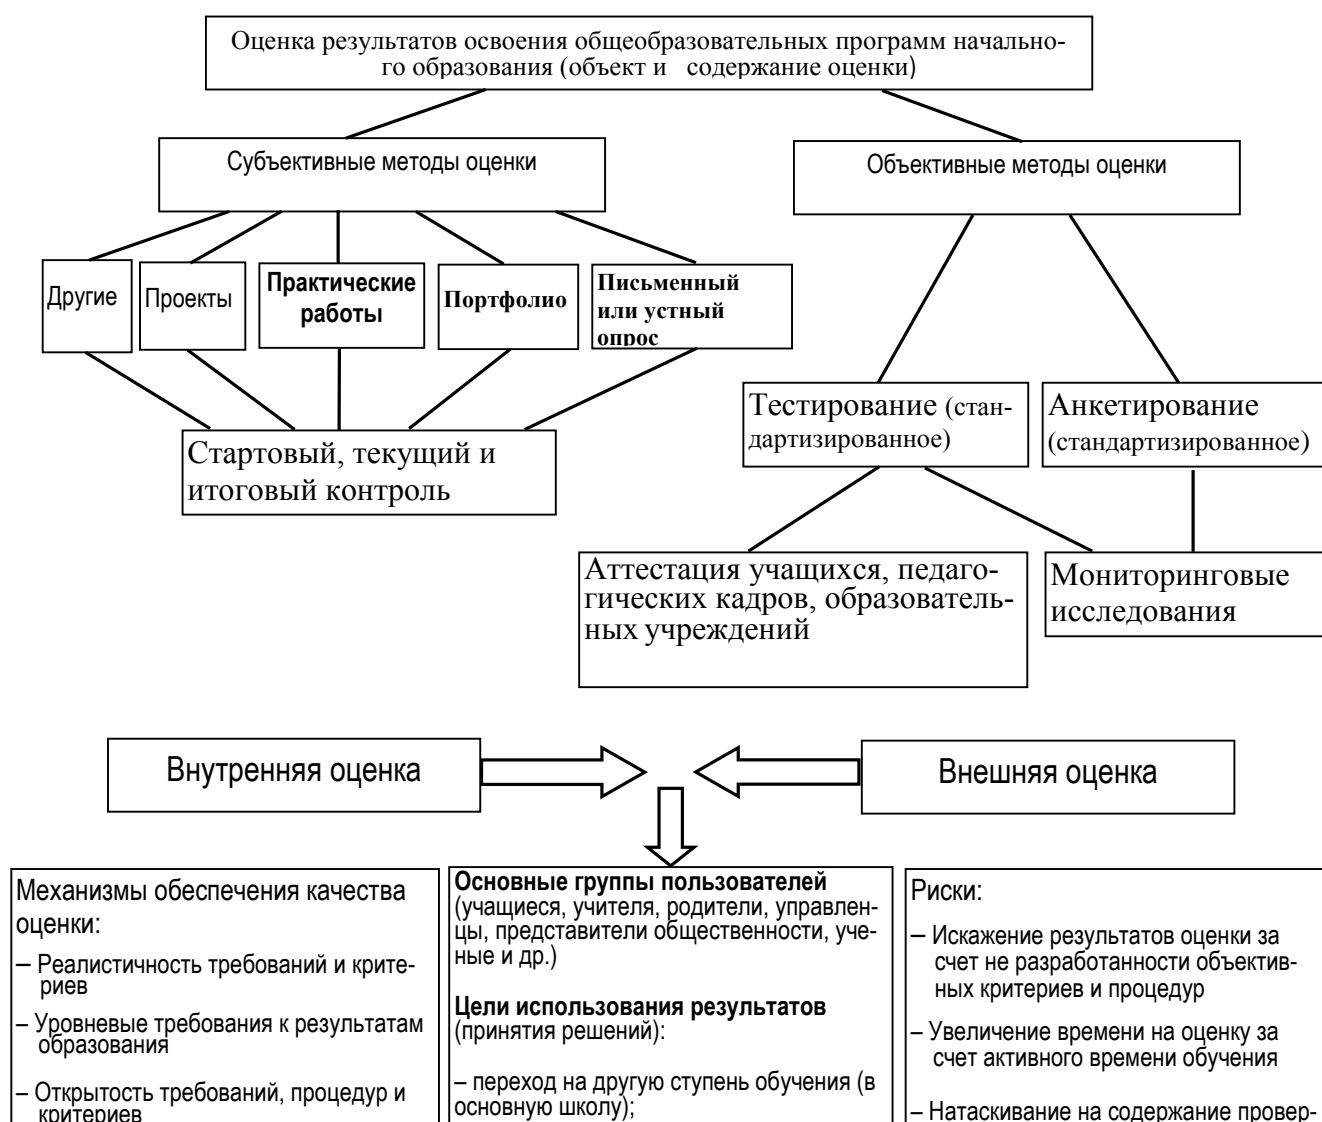 Оценка результатов освоения общеобразовательных программ начально-
го образования (объект и содержание оценки)
Субъективные методы оценки
Объективные методы оценки
Другие
Проекты
Практические
работы
Портфолио
Письменный
или устный
опрос
Тестирование (стан-
дартизированное)
Анкетирование
(стандартизированное)
Стартовый, текущий и
итоговый контроль
Аттестация учащихся, педаго-
гических кадров, образователь-
ных учреждений
Мониторинговые
исследования
Внутренняя оценка
Внешняя оценка
Механизмы обеспечения качества
оценки:
– Реалистичность требований и крите-
риев
– Уровневые требования к результатам
образования
– Открытость требований, процедур и
критериев
Основные группы пользователей
(учащиеся, учителя, родители, управлен-
цы, представители общественности, уче-
ные и др.)
Цели использования результатов
(принятия решений):
– переход на другую ступень обучения (в
основную школу);
Риски:
– Искажение результатов оценки за
счет не разработанности объектив-
ных критериев и процедур
– Увеличение времени на оценку за
счет активного времени обучения
– Натаскивание на содержание провер-